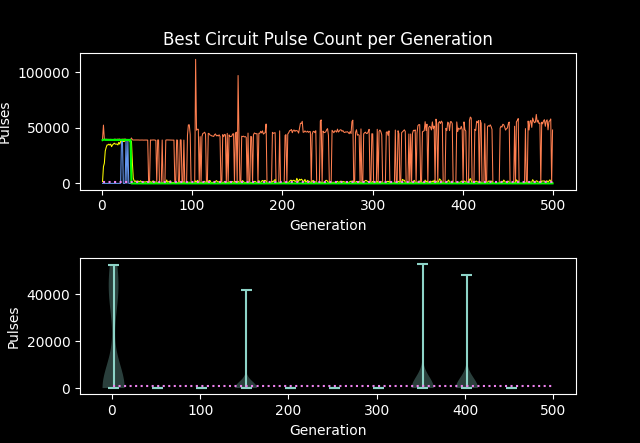 Best Circuit Pulse Count per Generation
100000
50000
0
Pulses
0 100 200 300 400 500
Generation
40000
20000
0
Pulses
0 100 200 300 400 500
Generation